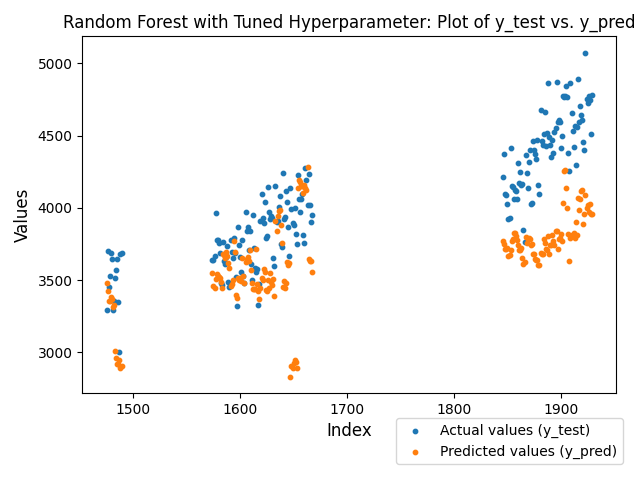 Random Forest with Tuned Hyperparameter: Plot of y_test vs. y_pred
Values
5000
4500
4000
3500
3000
1500
1600
1700
1800
1900
Index
Actual values (y_test)
Predicted values (y_pred)